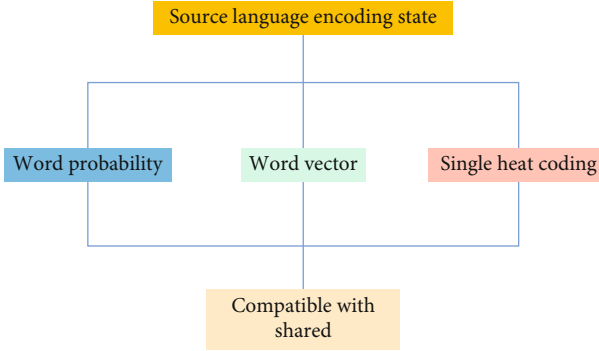 Source language encoding state
Word probability
Word vector
Single heat coding
Compatible with
shared